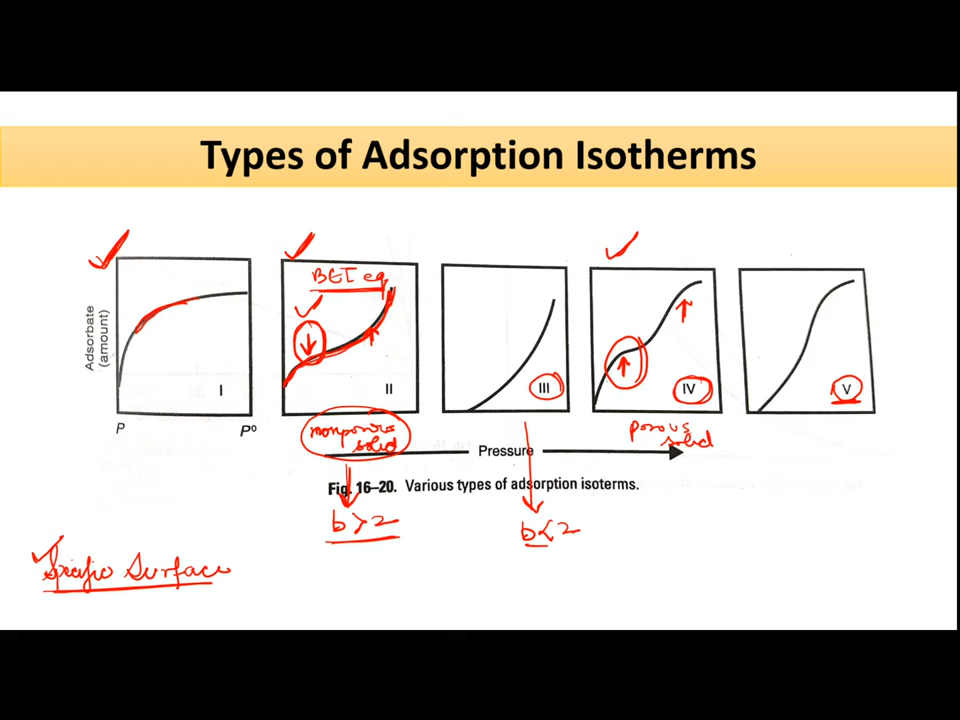 Types of Adsorption Isotherms
BET eq.
Adsorbate
(amount)
I
II
III
IV
V
P
P⁰
nonporous
solid
porous
solid
Pressure
Fig. 16–20. Various types of adsorption isoterms.
b>2
b<2
Specific Surface